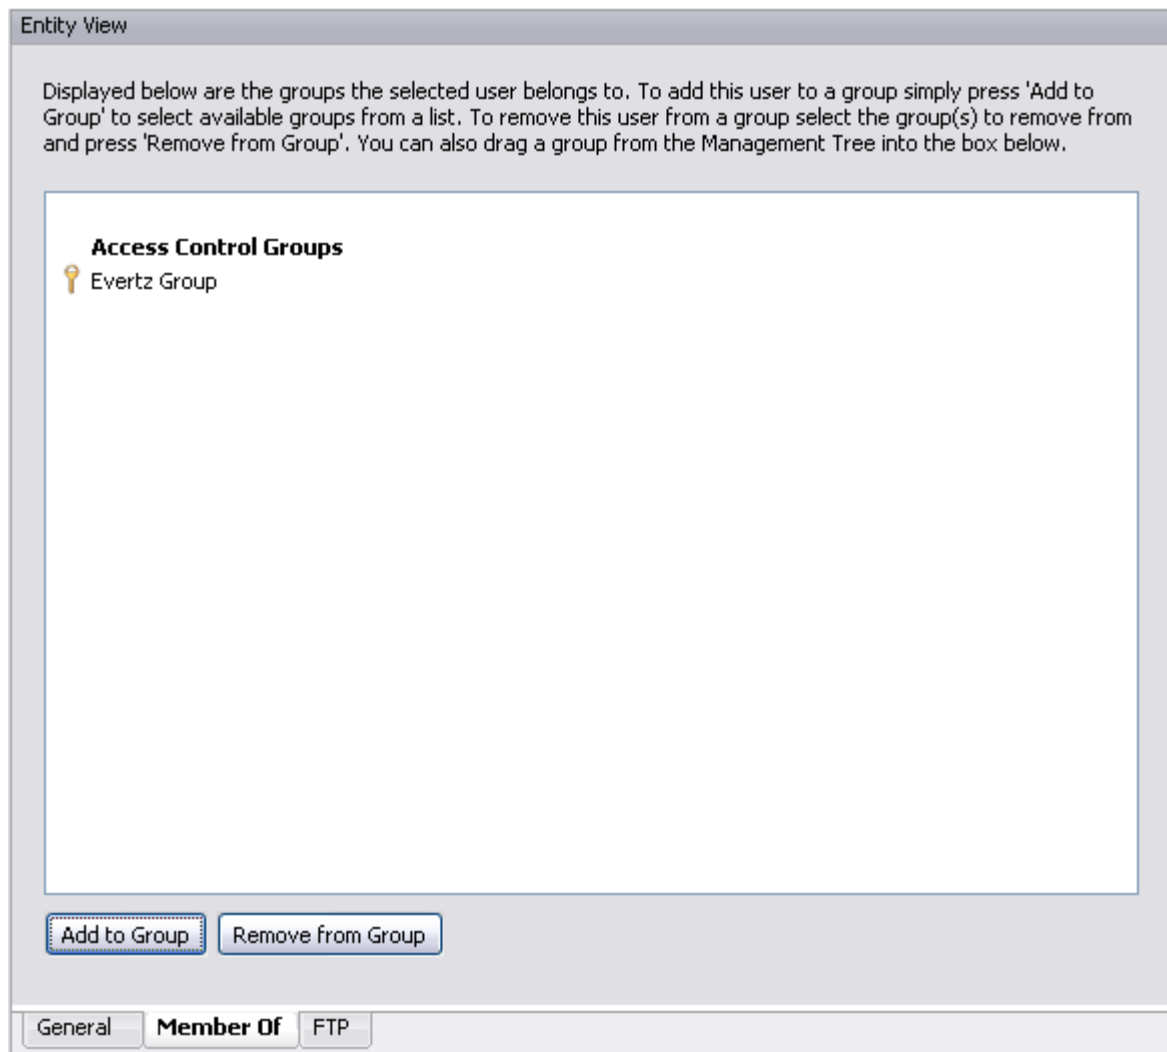 Entity View
Displayed below are the groups the selected user belongs to. To add this user to a group simply press 'Add to
Group' to select available groups from a list. To remove this user from a group select the group(s) to remove from
and press 'Remove from Group'. You can also drag a group from the Management Tree into the box below.
Access Control Groups
Evertz Group
Add to Group Remove from Group
General Member Of FTP